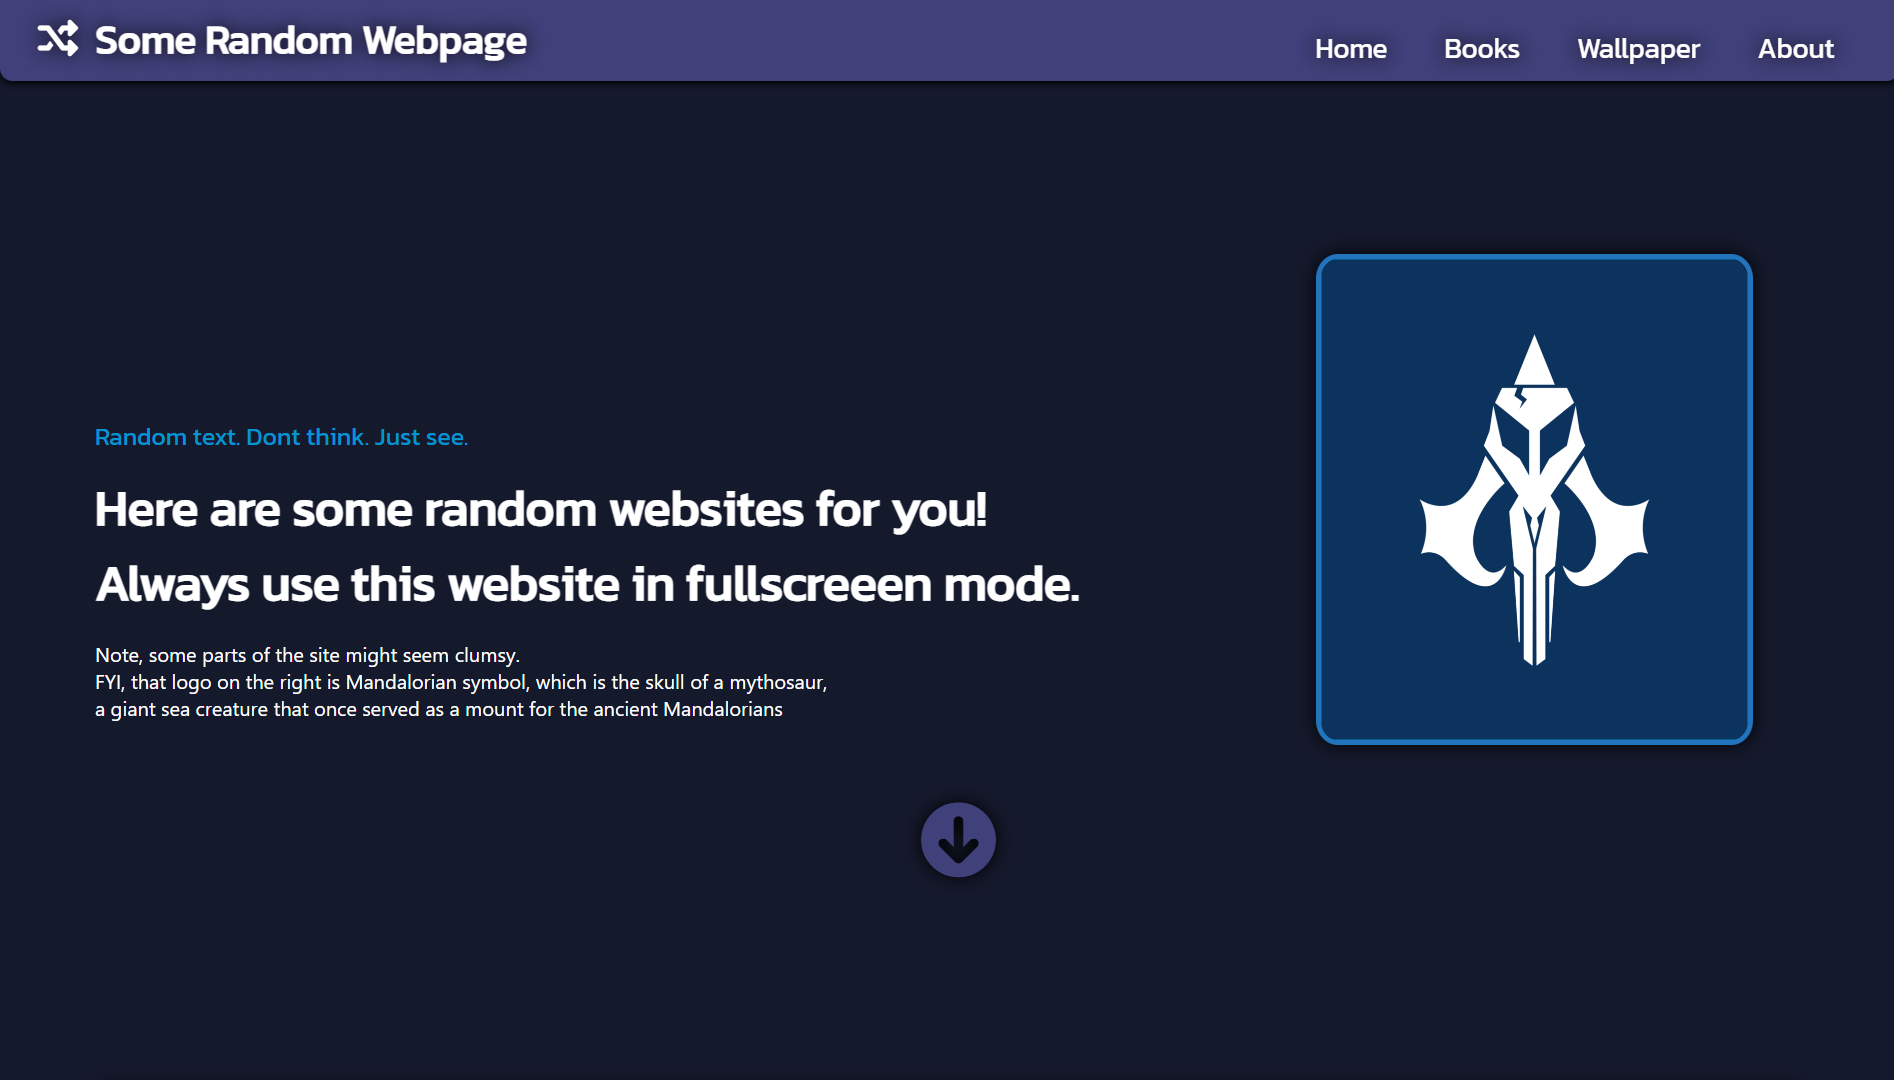 Some Random Webpage
Home Books Wallpaper About
Random text. Dont think. Just see.
Here are some random websites for you!
Always use this website in fullscreeen mode.
Note, some parts of the site might seem clumsy.
FYI, that logo on the right is Mandalorian symbol, which is the skull of a mythosaur,
a giant sea creature that once served as a mount for the ancient Mandalorians